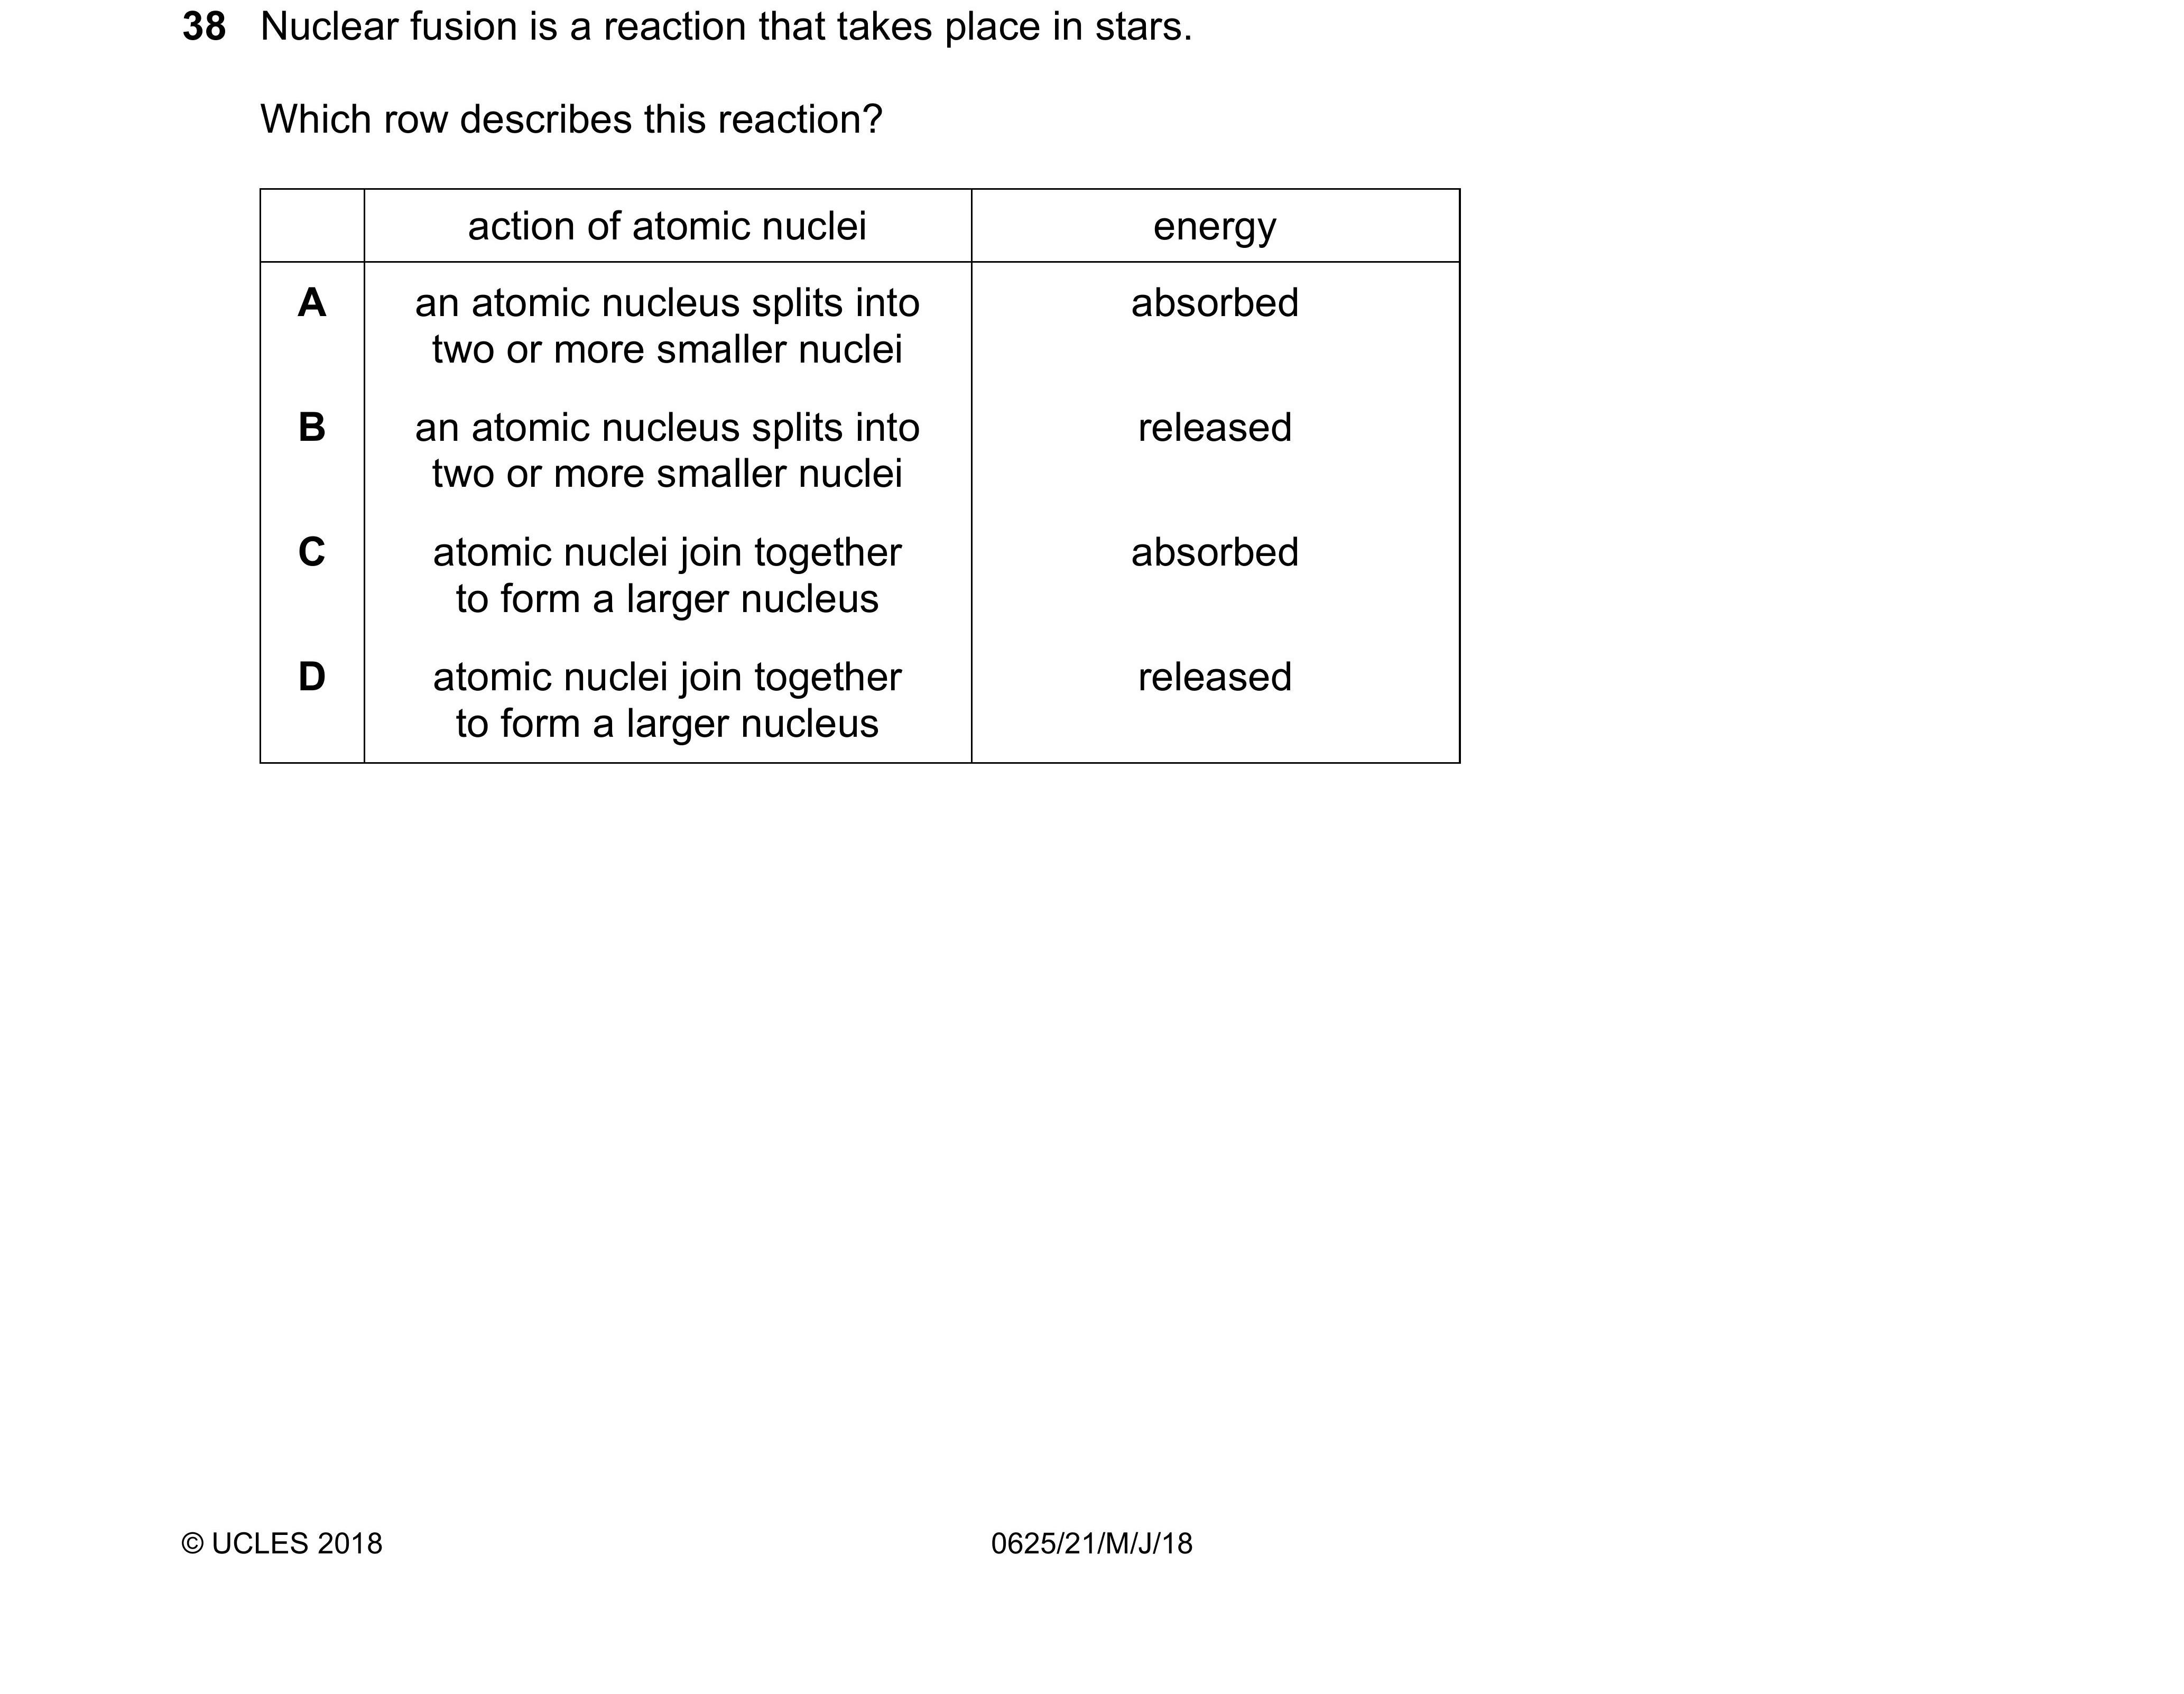 38 Nuclear fusion is a reaction that takes place in stars.
Which row describes this reaction?
action of atomic nuclei energy
A an atomic nucleus splits into absorbed
two or more smaller nuclei
B an atomic nucleus splits into released
two or more smaller nuclei
C atomic nuclei join together absorbed
to form a larger nucleus
D atomic nuclei join together released
to form a larger nucleus
© UCLES 2018 0625/21/M/J/18